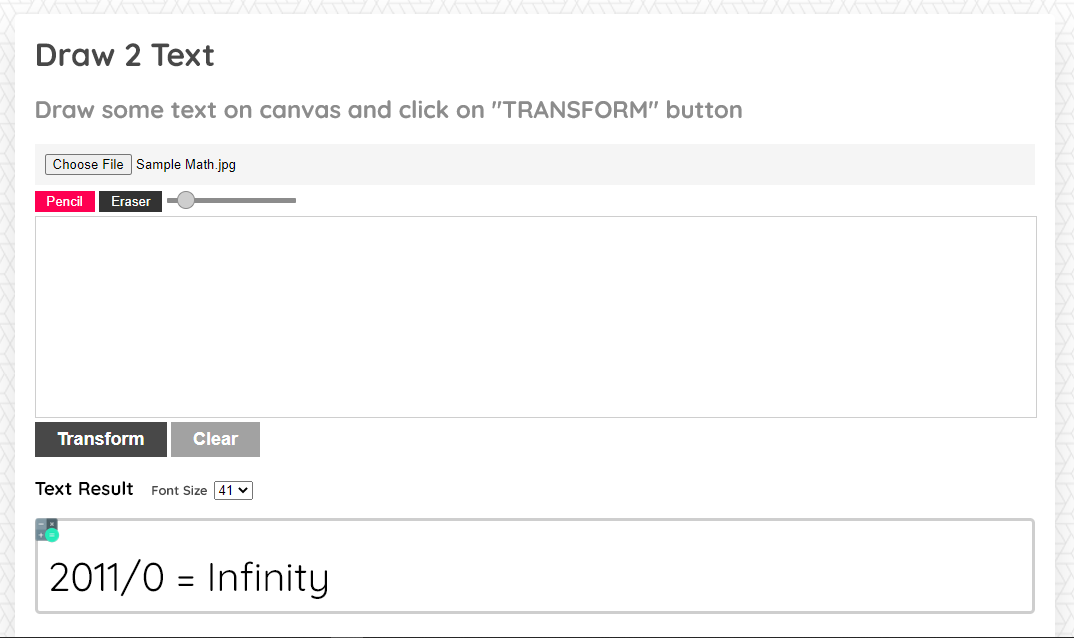 Draw 2 Text
Draw some text on canvas and click on "TRANSFORM" button
Choose File Sample Math.jpg
Pencil Eraser
Transform Clear
Text Result Font Size 41
2011/0 = Infinity